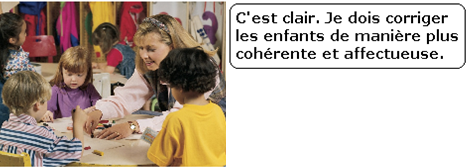 C'est clair. Je dois corriger
les enfants de manière plus
cohérente et affectueuse.